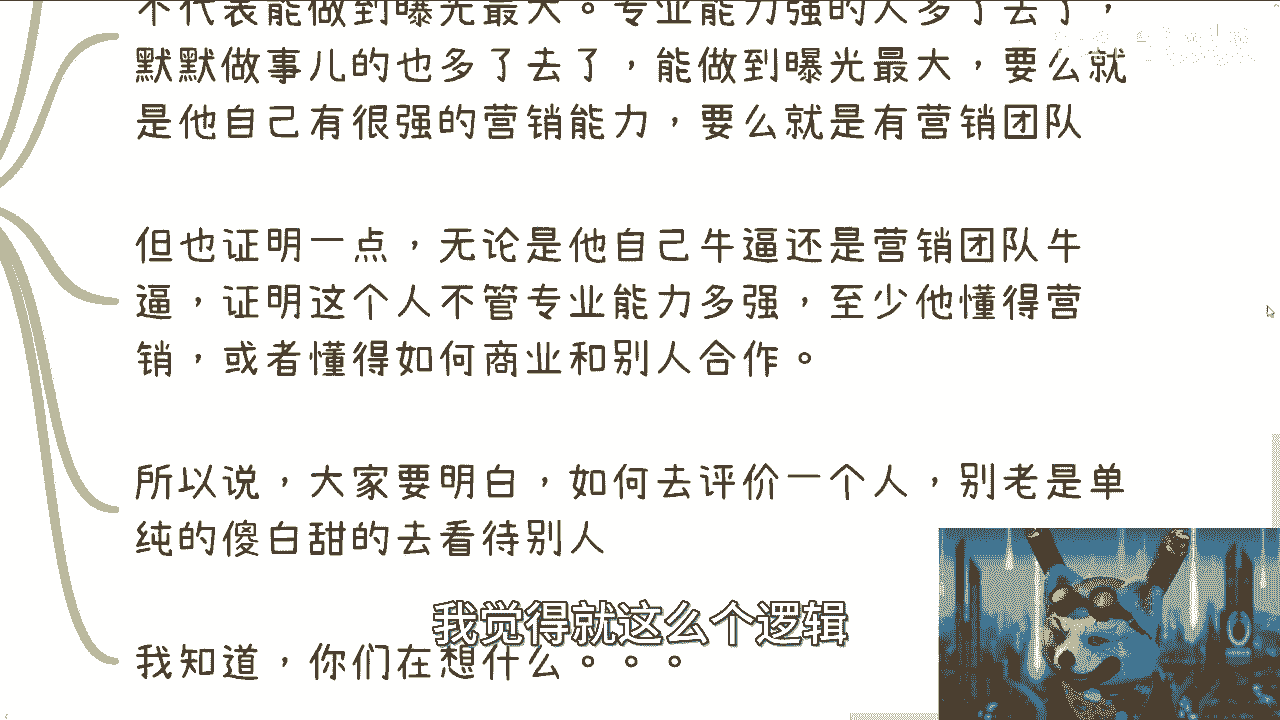 不代表能做到曝光最大。专业能力强的人多了去了，
默默做事儿的也多了去了，能做到曝光最大，要么就
是他自己有很强的营销能力，要么就是有营销团队
但也证明一点，无论是他自己牛逼还是营销团队牛
逼，证明这个人不管专业能力多强，至少他懂得营
销，或者懂得如何商业和别人合作。
所以说，大家要明白，如何去评价一个人，别老是单
纯的傻白甜的去看待别人
我觉得就这么个逻辑
我知道，你们在想什么。。。